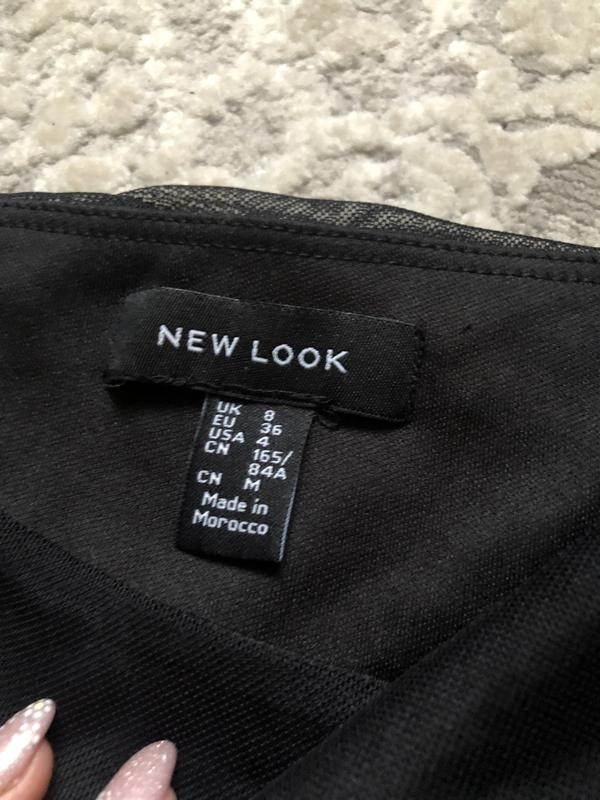 NEW LOOK
UK 8
EU 36
USA 4
CN 165/
84A
CN M
Made in
Morocco